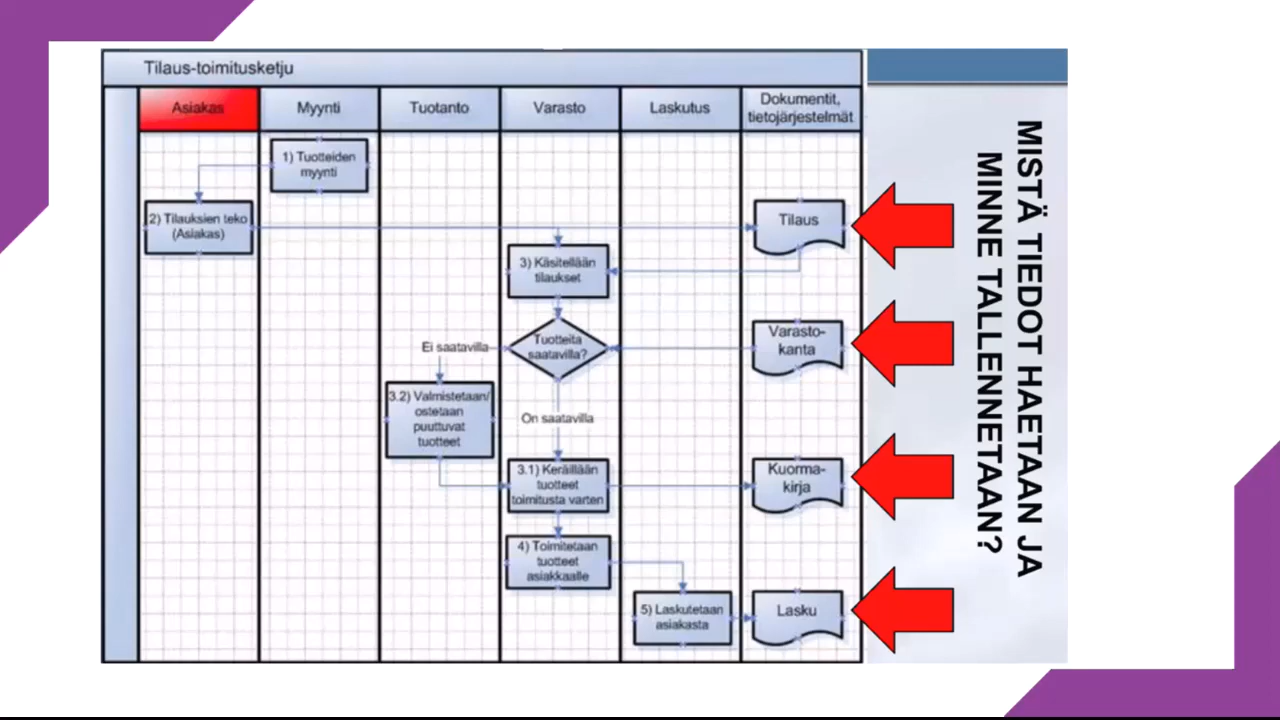 Tilaus-toimitusketju
Asiakas
Myynti
Tuotanto
Varasto
Laskutus
Dokumentit,
tietojärjestelmät
1) Tuotteiden
myynti
2) Tilauksien teko
(Asiakas)
Tilaus
3) Käsitellään
tilaukset
Tuotteita
saatavilla?
Ei saatavilla
Varasto-
kanta
3.2) Valmistetaan/
ostetaan
puuttuvat
tuotteet
On saatavilla
3.1) Keräillään
tuotteet
toimitusta varten
Kuorma-
kirja
4) Toimitetaan
tuotteet
asiakkaalle
5) Laskutetaan
asiakasta
Lasku
MISTÄ TIEDOT HAETAAN JA
MINNE TALLENNETAAN?